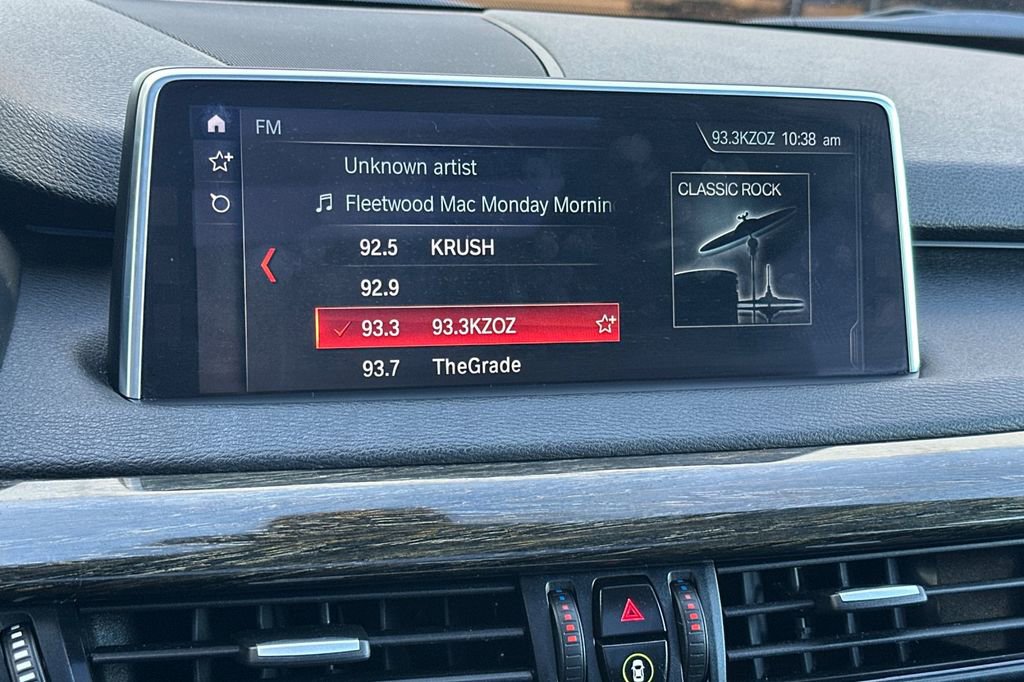 FM
93.3KZOZ 10:38 am
Unknown artist
Fleetwood Mac Monday Mornin
CLASSIC ROCK
92.5 KRUSH
92.9
93.3 93.3KZOZ
93.7 TheGrade